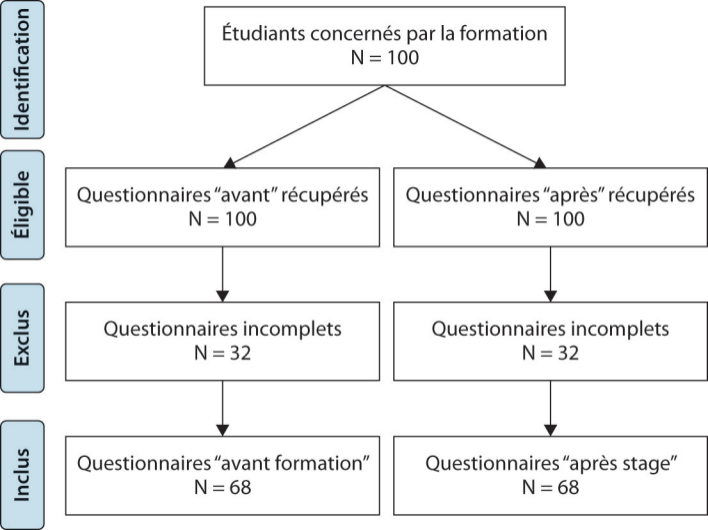 Identification
Étudiants concernés par la formation
N = 100
Éligible
Questionnaires “avant” récupérés
N = 100
Questionnaires “après” récupérés
N = 100
Exclus
Questionnaires incomplets
N = 32
Questionnaires incomplets
N = 32
Inclus
Questionnaires “avant formation”
N = 68
Questionnaires “après stage”
N = 68